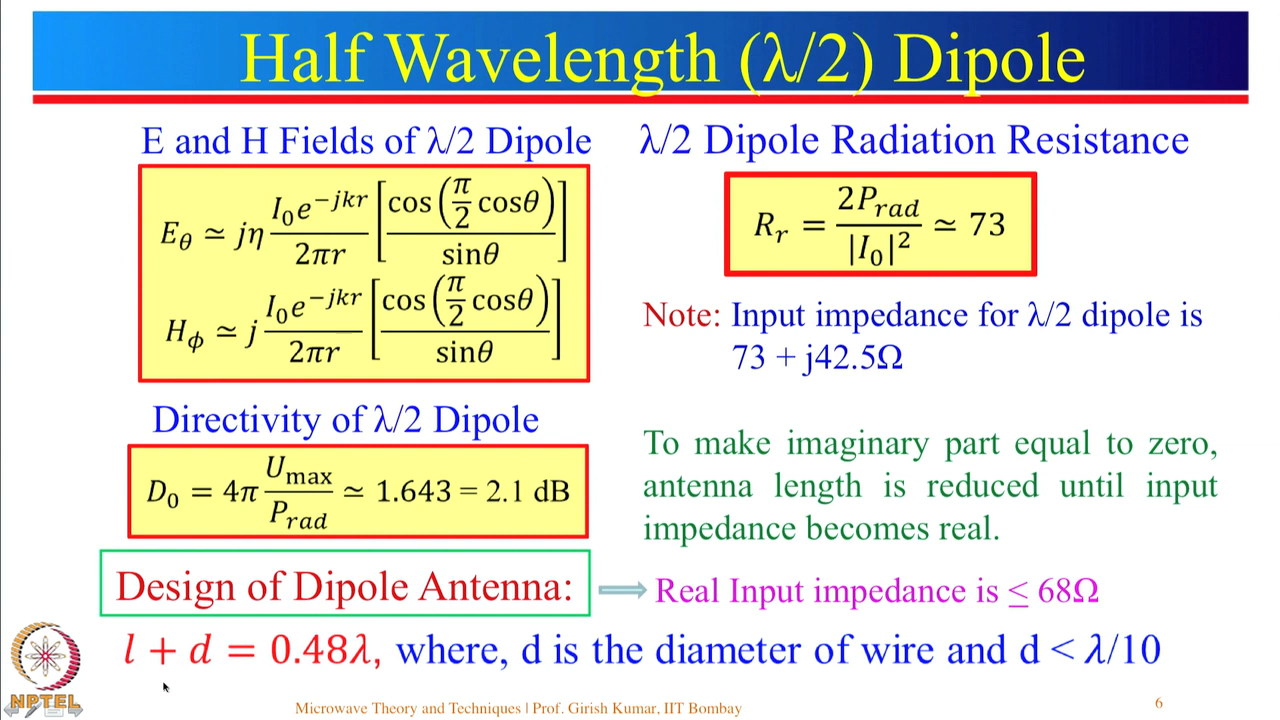 Half Wavelength (λ/2) Dipole
E and H Fields of λ/2 Dipole
E_θ ≃ jη (I_0 e^{−jkr})/(2πr) [cos(π/2 cosθ)/sinθ]
H_ϕ ≃ j (I_0 e^{−jkr})/(2πr) [cos(π/2 cosθ)/sinθ]
Directivity of λ/2 Dipole
D_0 = 4π U_max/P_rad ≃ 1.643 = 2.1 dB
λ/2 Dipole Radiation Resistance
R_r = 2P_rad/|I_0|^2 ≃ 73
Note: Input impedance for λ/2 dipole is
73 + j42.5Ω
To make imaginary part equal to zero,
antenna length is reduced until input
impedance becomes real.
Design of Dipole Antenna:
Real Input impedance is ≤ 68Ω
l + d = 0.48λ, where, d is the diameter of wire and d < λ/10
NPTEL
Microwave Theory and Techniques | Prof. Girish Kumar, IIT Bombay
6